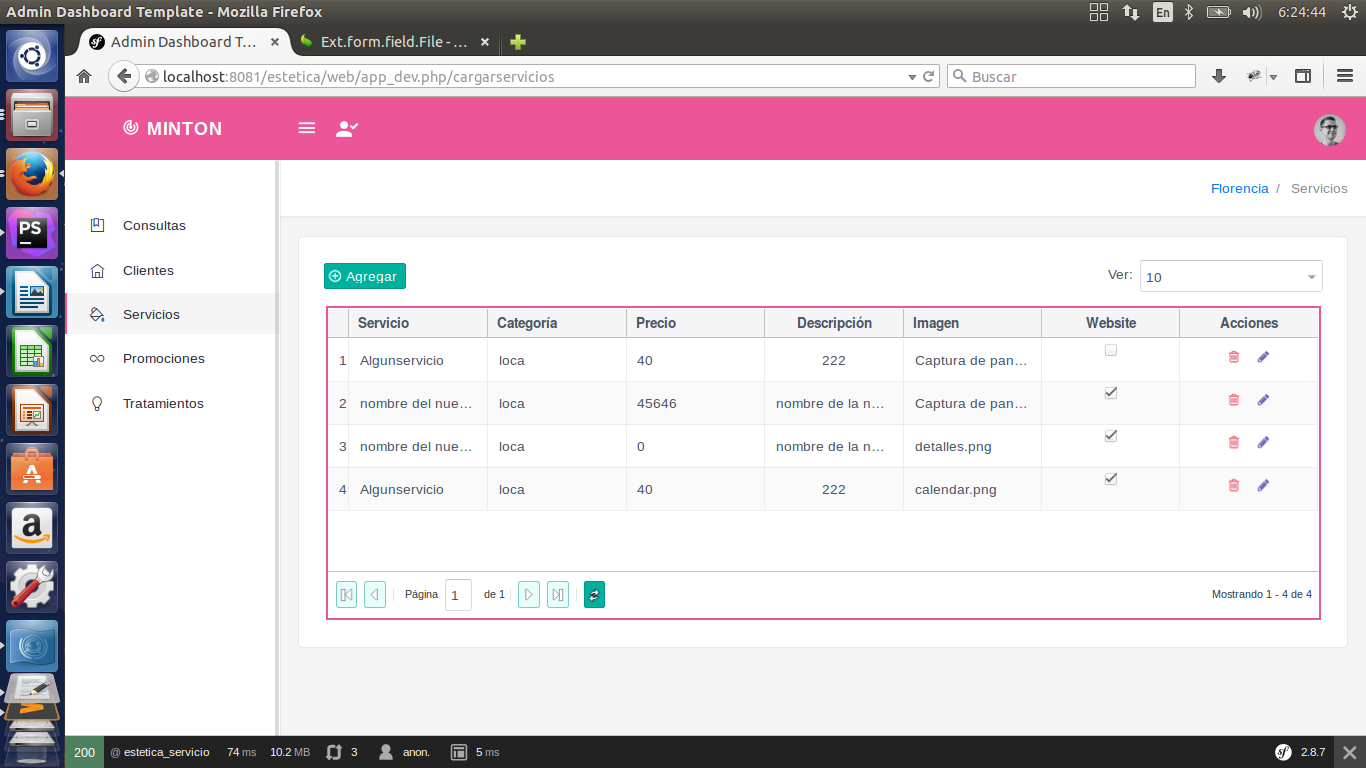 Admin Dashboard Template - Mozilla Firefox
En
6:24:44
Admin Dashboard T...
Ext.form.field.File - ...
localhost:8081/estetica/web/app_dev.php/cargarservicios
Buscar
MINTON
Florencia / Servicios
Consultas
Clientes
Servicios
Promociones
Tratamientos
Agregar
Ver: 10
Servicio Categoría Precio Descripción Imagen Website Acciones
1 Algunservicio loca 40 222 Captura de pan...
2 nombre del nue... loca 45646 nombre de la n... Captura de pan...
3 nombre del nue... loca 0 nombre de la n... detalles.png
4 Algunservicio loca 40 222 calendar.png
Página 1 de 1
Mostrando 1 - 4 de 4
PS
200 @ estetica_servicio 74 ms 10.2 MB 3 anon. 5 ms sf 2.8.7